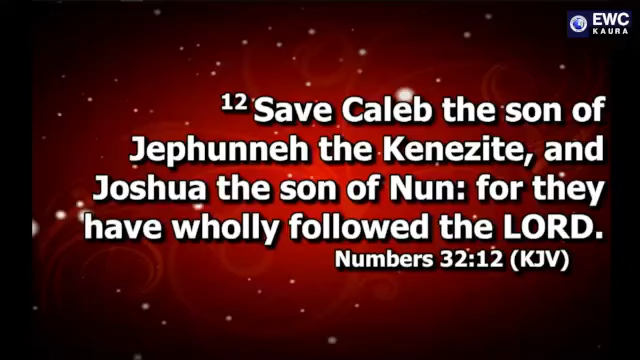 EWC
KAURA
12 Save Caleb the son of
Jephunneh the Kenezite, and
Joshua the son of Nun: for they
have wholly followed the LORD.
Numbers 32:12 (KJV)